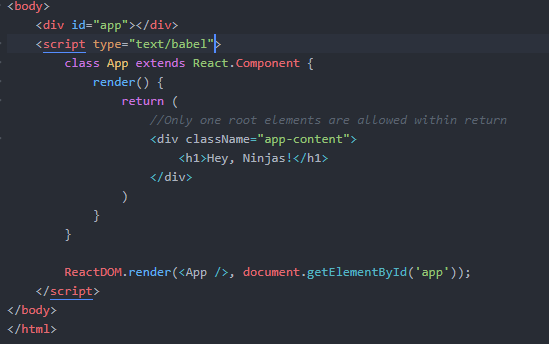 <body>
    <div id="app"></div>
    <script type="text/babel">
        class App extends React.Component {
            render() {
                return (
                    //Only one root elements are allowed within return
                    <div className="app-content">
                        <h1>Hey, Ninjas!</h1>
                    </div>
                )
            }
        }

        ReactDOM.render(<App />, document.getElementById('app'));
    </script>
</body>
</html>